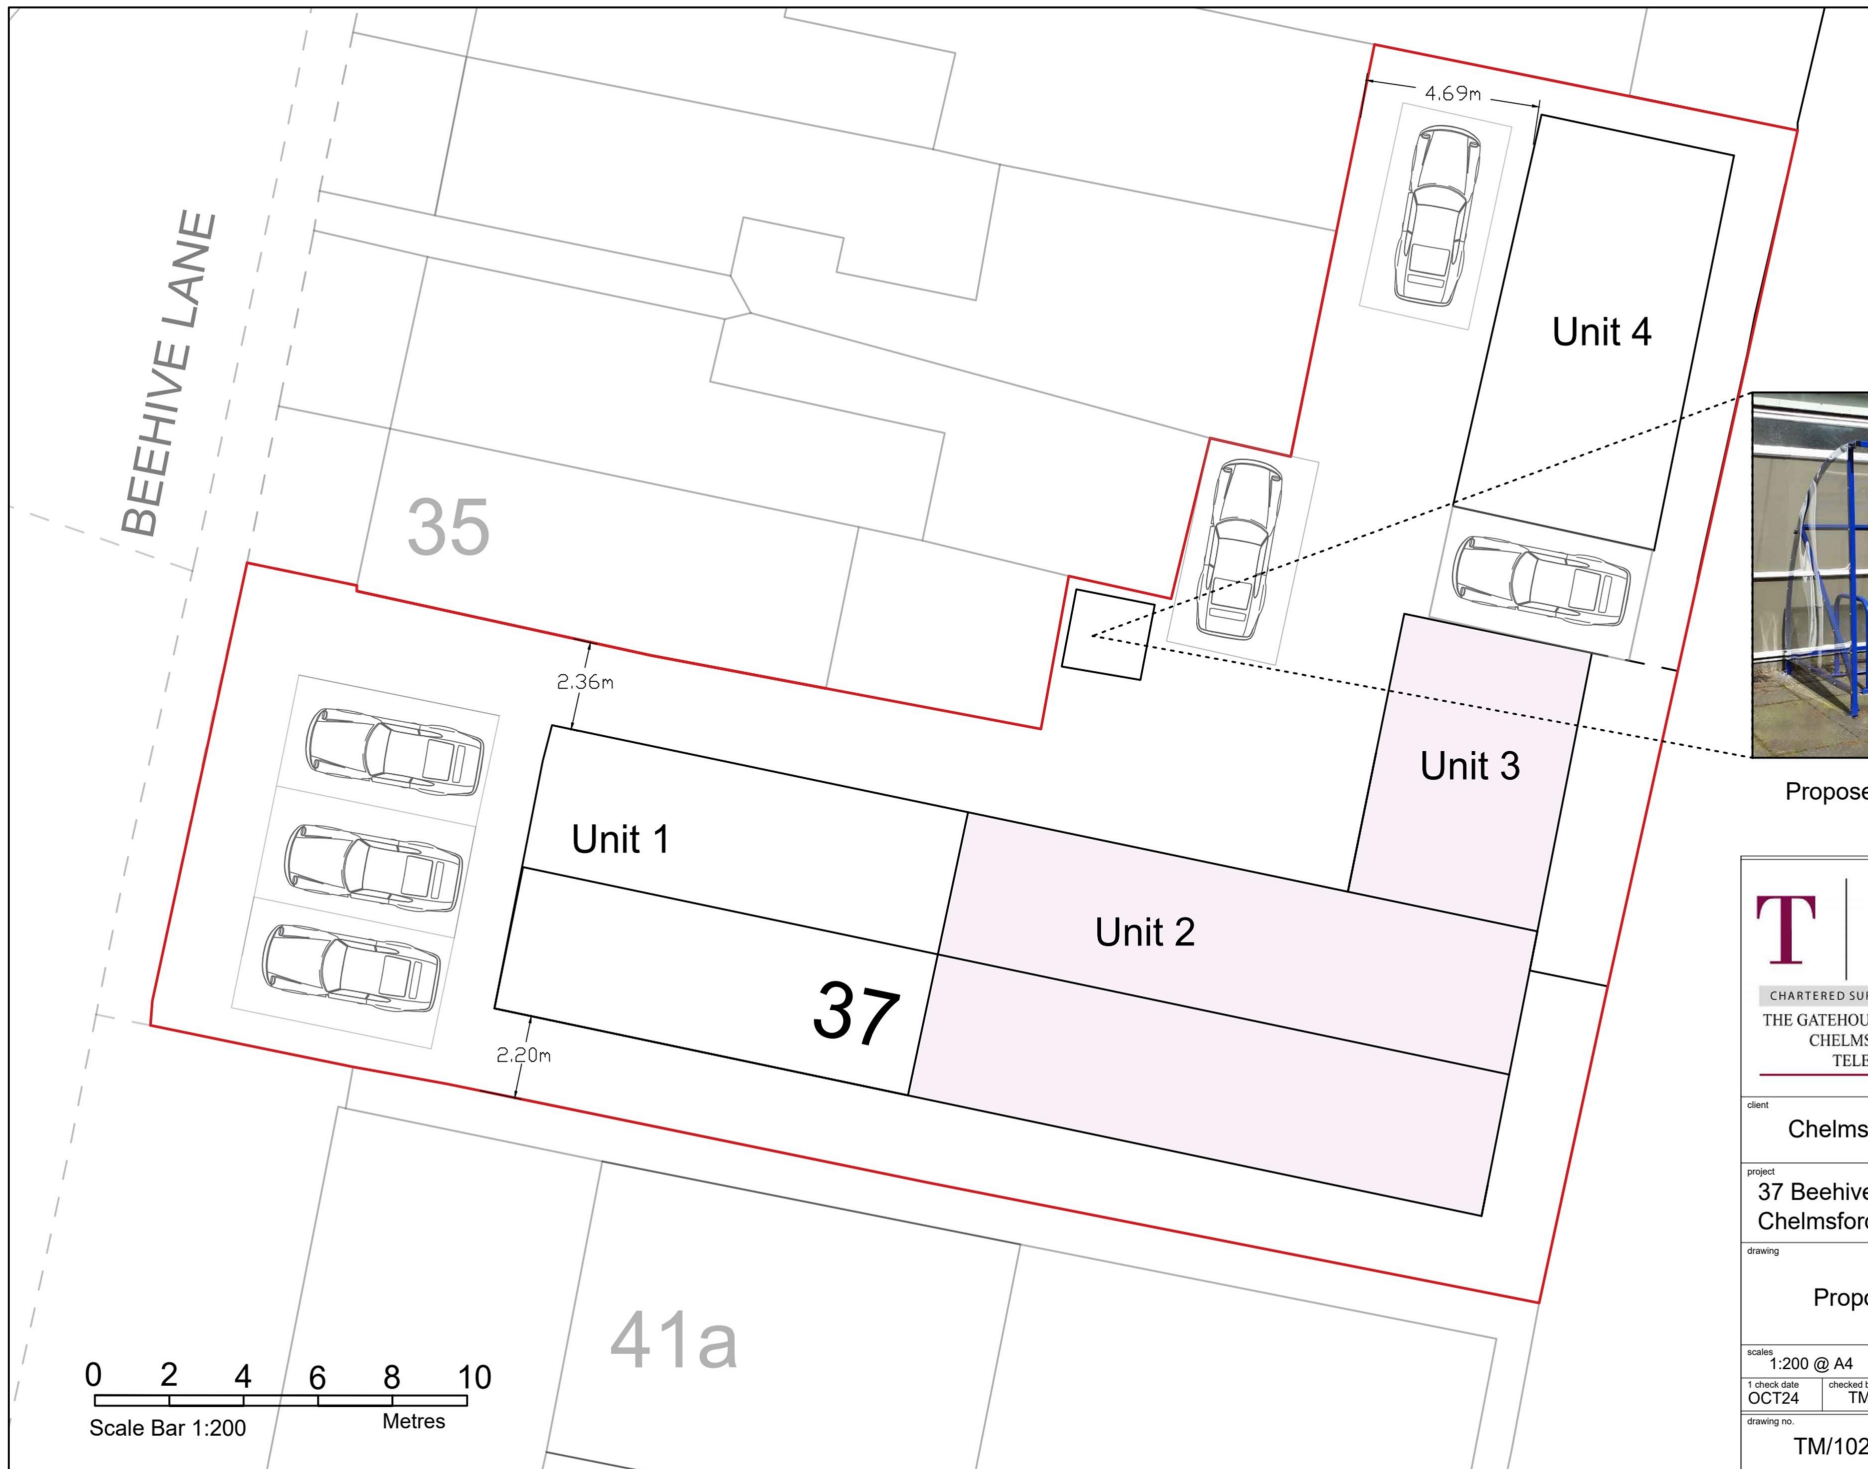 4.69m
BEEHIVE LANE
Unit 4
35
2.36m
Unit 3
Unit 1
Unit 2
37
2.20m
41a
0 2 4 6 8 10
Scale Bar 1:200
Metres
Propose
T
CHARTERED SUR
THE GATEHOU
CHELMS
TELE
client
Chelms
project
37 Beehive
Chelmsford
drawing
Propo
scales
1:200 @ A4
1 check date
OCT24
checked b
TM
drawing no.
TM/102